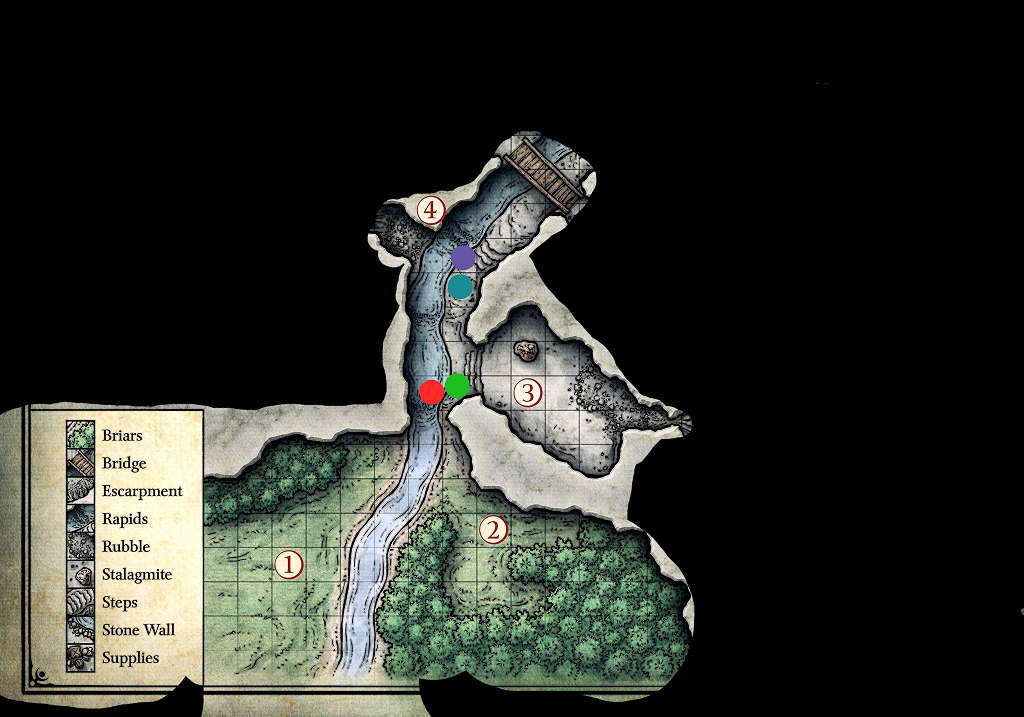 4
3
Briars
Bridge
Escarpment
Rapids
2
Rubble
1
Stalagmite
Steps
Stone Wall
Supplies